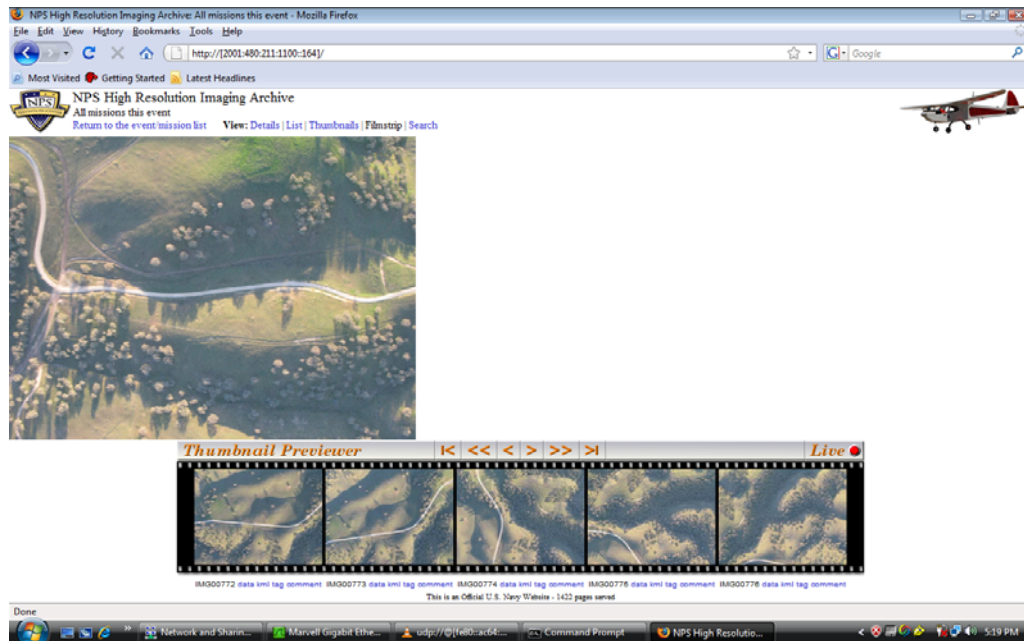 NPS High Resolution Imaging Archive: All missions this event - Mozilla Firefox
File Edit View History Bookmarks Tools Help
http://[2001:480:211:1100::164]/
G Google
Most Visited Getting Started Latest Headlines
NPS
NPS High Resolution Imaging Archive
All missions this event
Return to the event/mission list View: Details | List | Thumbnails | Filmstrip | Search
Thumbnail Previewer |< << < > >> >| Live
IMG00772 data kml tag comment IMG00773 data kml tag comment IMG00774 data kml tag comment IMG00775 data kml tag comment IMG00776 data kml tag comment
This is an Official U.S. Navy Website - 1422 pages served
Done
Network and Sharin... Marvell Gigabit Ethe... udp://@[fe80::ac64:... Command Prompt NPS High Resolutio... 5:19 PM